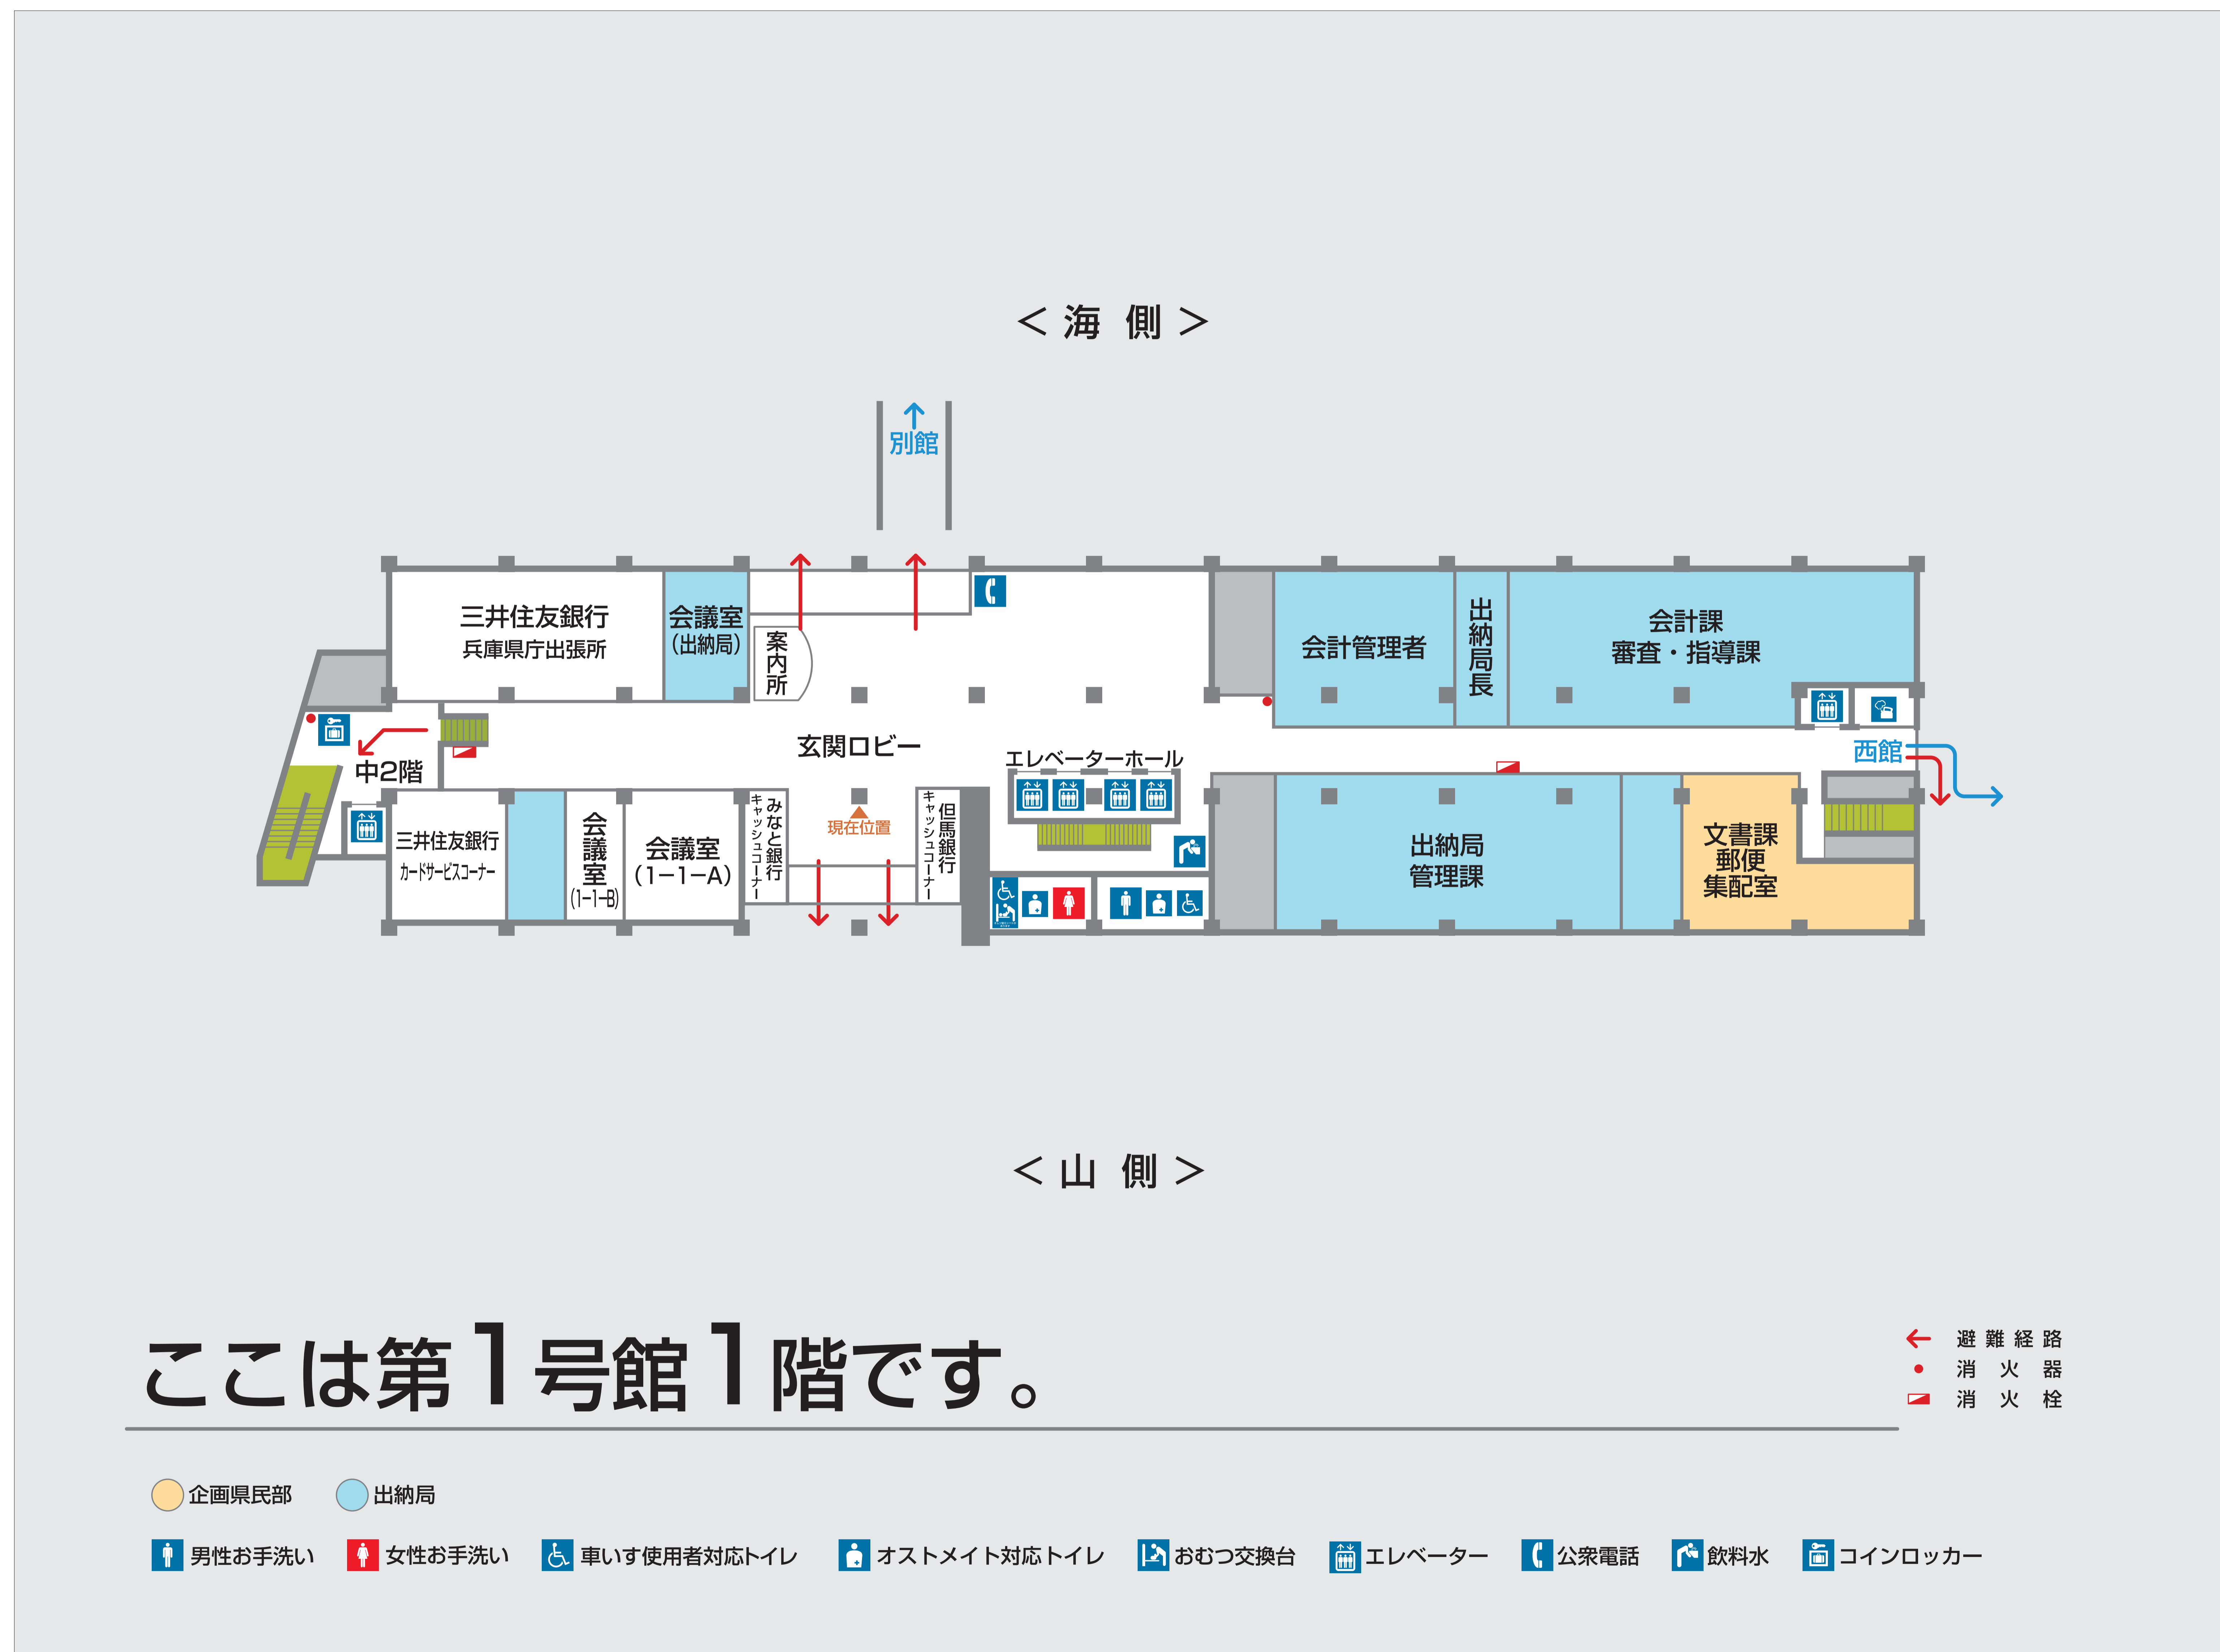 ＜海側＞
別館
三井住友銀行
兵庫県庁出張所
会議室
(出納局)
案内所
会計管理者
出納局長
会計課
審査・指導課
玄関ロビー
エレベーターホール
西館
中2階
三井住友銀行
カードサービスコーナー
会議室
(1−1−B)
会議室
(1−1−A)
みなと銀行
キャッシュコーナー
現在位置
但馬銀行
キャッシュコーナー
出納局
管理課
文書課
郵便
集配室
＜山側＞
ここは第1号館1階です。
避難経路
消火器
消火栓
企画県民部
出納局
男性お手洗い
女性お手洗い
車いす使用者対応トイレ
オストメイト対応トイレ
おむつ交換台
エレベーター
公衆電話
飲料水
コインロッカー